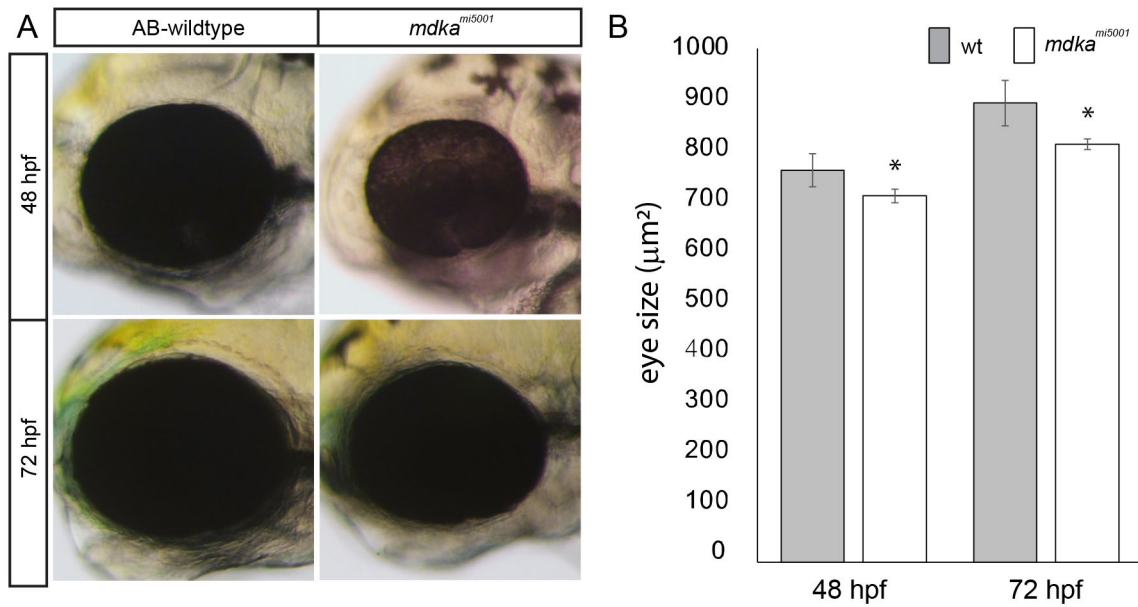 A
AB-wildtype
mdka^mi5001
48 hpf
72 hpf
B
wt
mdka^mi5001
eye size (μm²)
1000
900
800
700
600
500
400
300
200
100
0
*
*
48 hpf
72 hpf